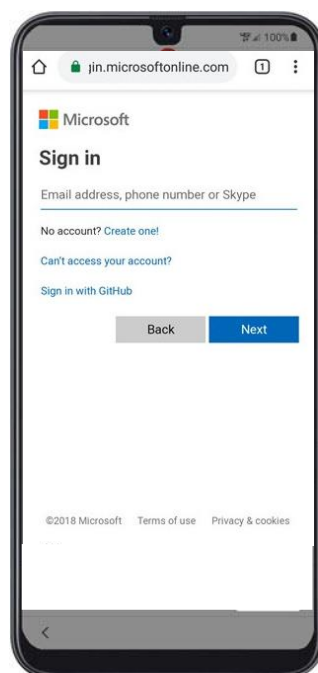 100%
jin.microsoftonline.com 1
Microsoft
Sign in
Email address, phone number or Skype
No account? Create one!
Can't access your account?
Sign in with GitHub
Back Next
©2018 Microsoft Terms of use Privacy & cookies